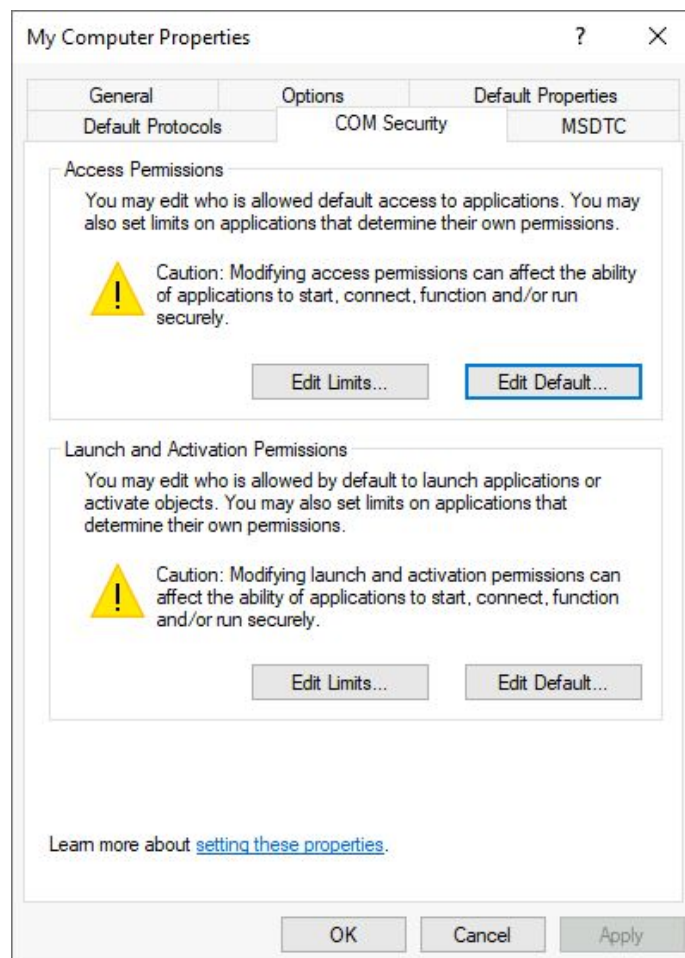 My Computer Properties
?
General
Options
Default Properties
Default Protocols
COM Security
MSDTC
Access Permissions
You may edit who is allowed default access to applications. You may
also set limits on applications that determine their own permissions.
Caution: Modifying access permissions can affect the ability
of applications to start, connect, function and/or run
securely.
Edit Limits...
Edit Default...
Launch and Activation Permissions
You may edit who is allowed by default to launch applications or
activate objects. You may also set limits on applications that
determine their own permissions.
Caution: Modifying launch and activation permissions can
affect the ability of applications to start, connect, function
and/or run securely.
Edit Limits...
Edit Default...
Learn more about setting these properties.
OK
Cancel
Apply